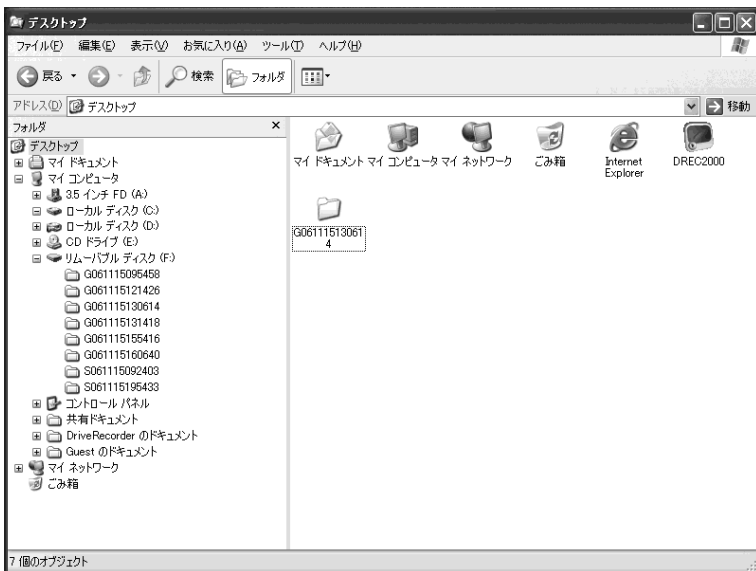 デスクトップ
ファイル(F) 編集(E) 表示(V) お気に入り(A) ツール(T) ヘルプ(H)
戻る 検索 フォルダ
アドレス(D) デスクトップ 移動
フォルダ
デスクトップ
マイ ドキュメント
マイ コンピュータ
3.5 インチ FD (A:)
ローカル ディスク (C:)
ローカル ディスク (D:)
CD ドライブ (E:)
リムーバブル ディスク (F:)
G061115095458
G061115121426
G061115130614
G061115131418
G061115155416
G061115160640
S061115092403
S061115195433
コントロール パネル
共有ドキュメント
DriveRecorder のドキュメント
Guest のドキュメント
マイ ネットワーク
ごみ箱
マイ ドキュメント マイ コンピュータ マイ ネットワーク ごみ箱 Internet Explorer DREC2000
G06111513061
4
7 個のオブジェクト